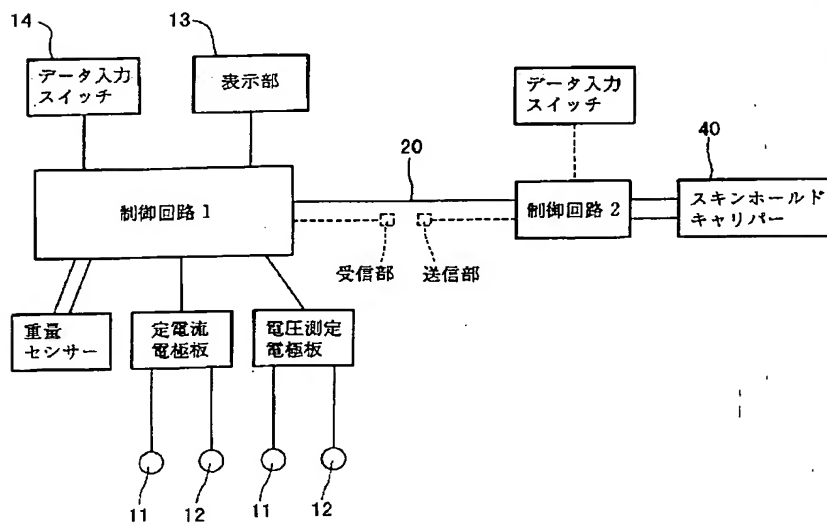 14
13
データ入力
スイッチ
表示部
データ入力
スイッチ
20
40
制御回路1
制御回路2
スキンホールド
キャリパー
受信部
送信部
重量
センサー
定電流
電極板
電圧測定
電極板
11
12
11
12